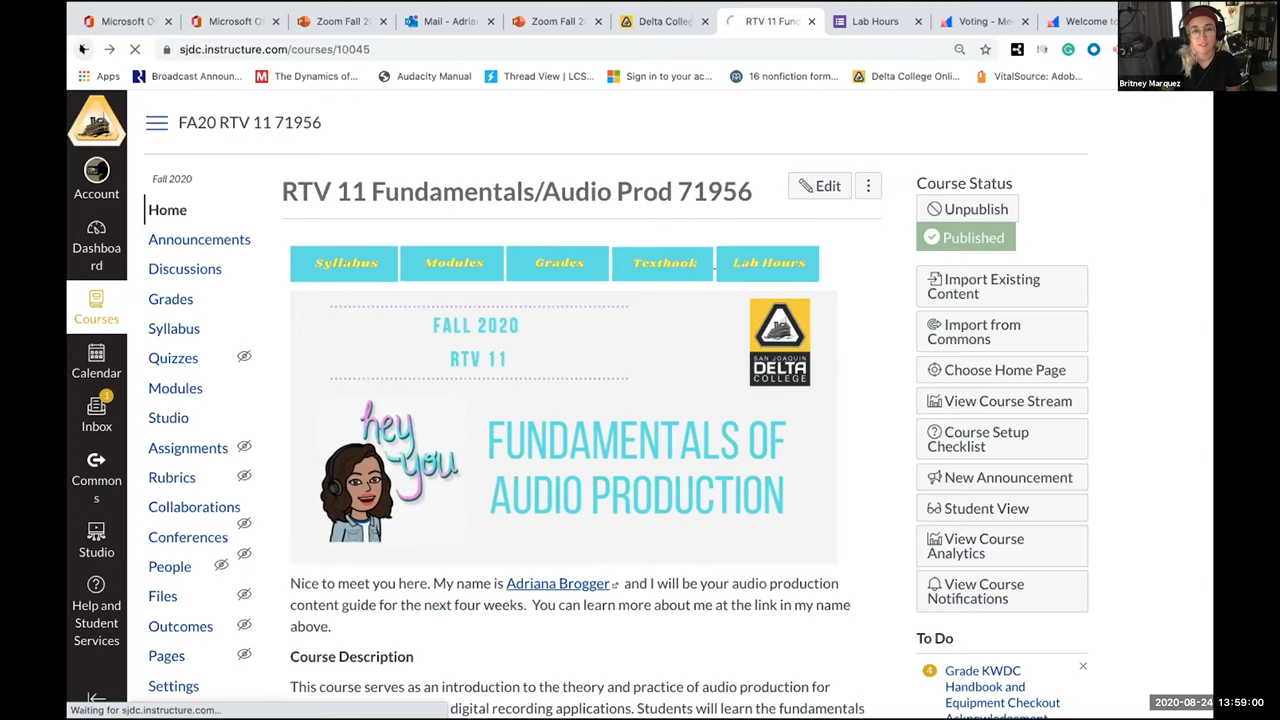 Microsoft O
Microsoft O
Zoom Fall 2
Mail - Adria
Zoom Fall 2
Delta Colleg
RTV 11 Fund
Lab Hours
Voting - Me
Welcome to
sjdc.instructure.com/courses/10045
Apps
Broadcast Announ...
The Dynamics of...
Audacity Manual
Thread View | LCS...
Sign in to your ac...
16 nonfiction form...
Delta College Onli...
VitalSource: Adob...
Britney Marquez
FA20 RTV 11 71956
Account
Dashboa
rd
Courses
Calendar
1
Inbox
Common
s
Studio
Help and
Student
Services
Fall 2020
Home
Announcements
Discussions
Grades
Syllabus
Quizzes
Modules
Studio
Assignments
Rubrics
Collaborations
Conferences
People
Files
Outcomes
Pages
Settings
RTV 11 Fundamentals/Audio Prod 71956
Edit
Syllabus
Modules
Grades
Textbook
Lab Hours
FALL 2020
RTV 11
SAN JOAQUIN
DELTA
COLLEGE
hey
you
FUNDAMENTALS OF
AUDIO PRODUCTION
Nice to meet you here. My name is Adriana Brogger and I will be your audio production
content guide for the next four weeks. You can learn more about me at the link in my name
above.
Course Description
This course serves as an introduction to the theory and practice of audio production for
digital recording applications. Students will learn the fundamentals
Course Status
Unpublish
Published
Import Existing
Content
Import from
Commons
Choose Home Page
View Course Stream
Course Setup
Checklist
New Announcement
Student View
View Course
Analytics
View Course
Notifications
To Do
4
Grade KWDC
Handbook and
Equipment Checkout
Waiting for sjdc.instructure.com...
2020-08-24 13:59:00